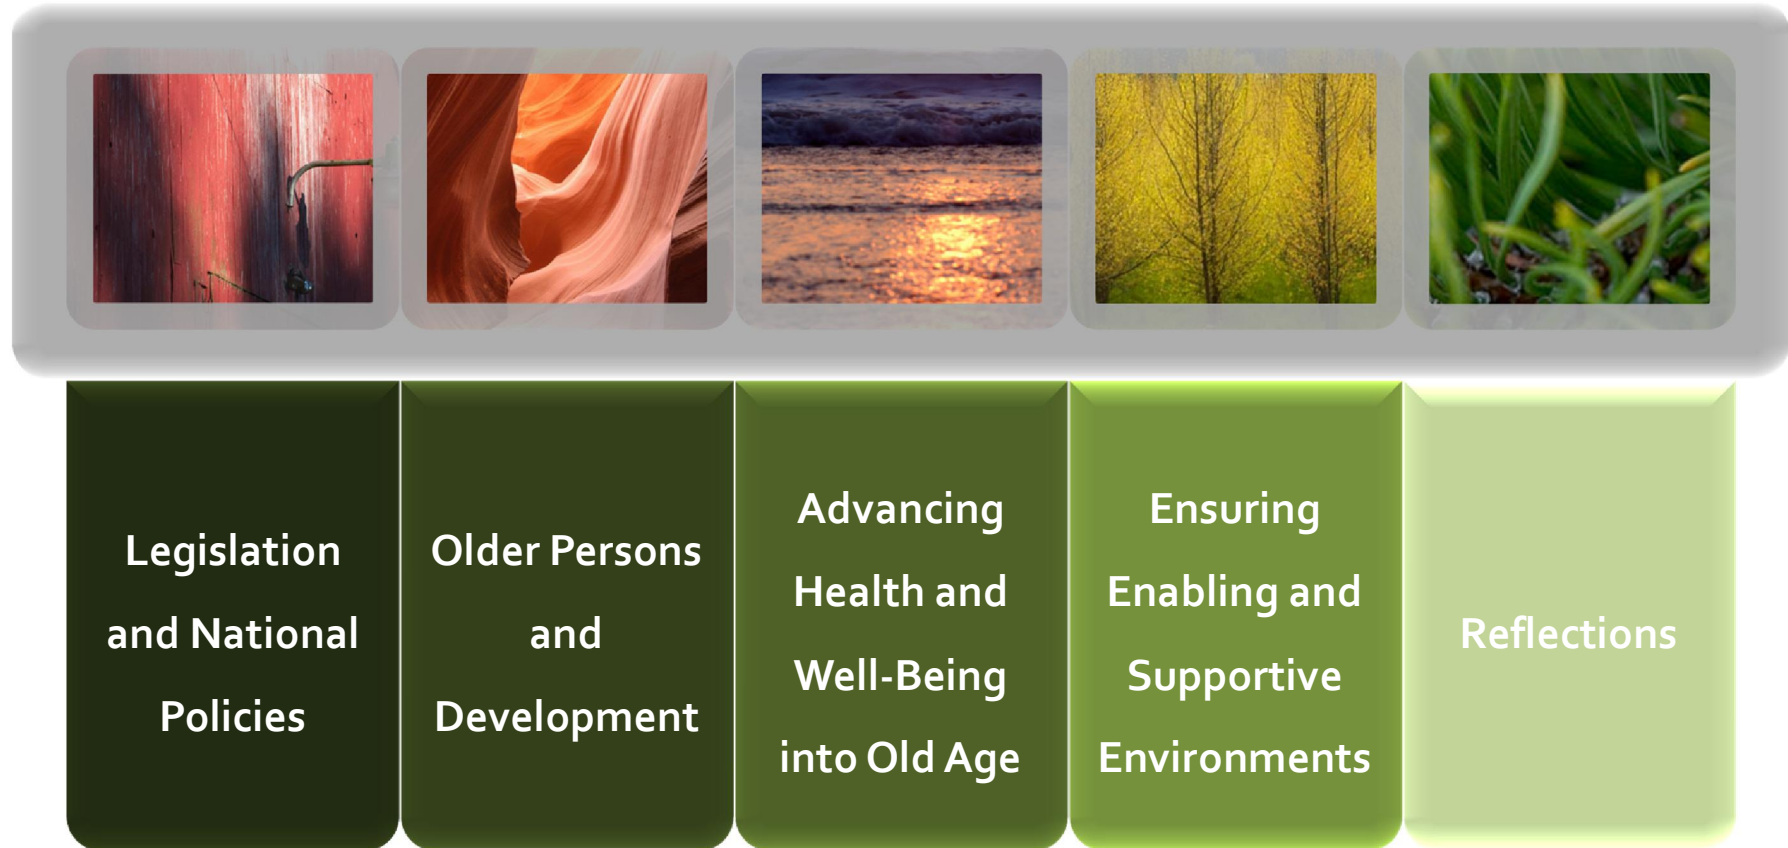 Legislation
and National
Policies
Older Persons
and
Development
Advancing
Health and
Well-Being
into Old Age
Ensuring
Enabling and
Supportive
Environments
Reflections